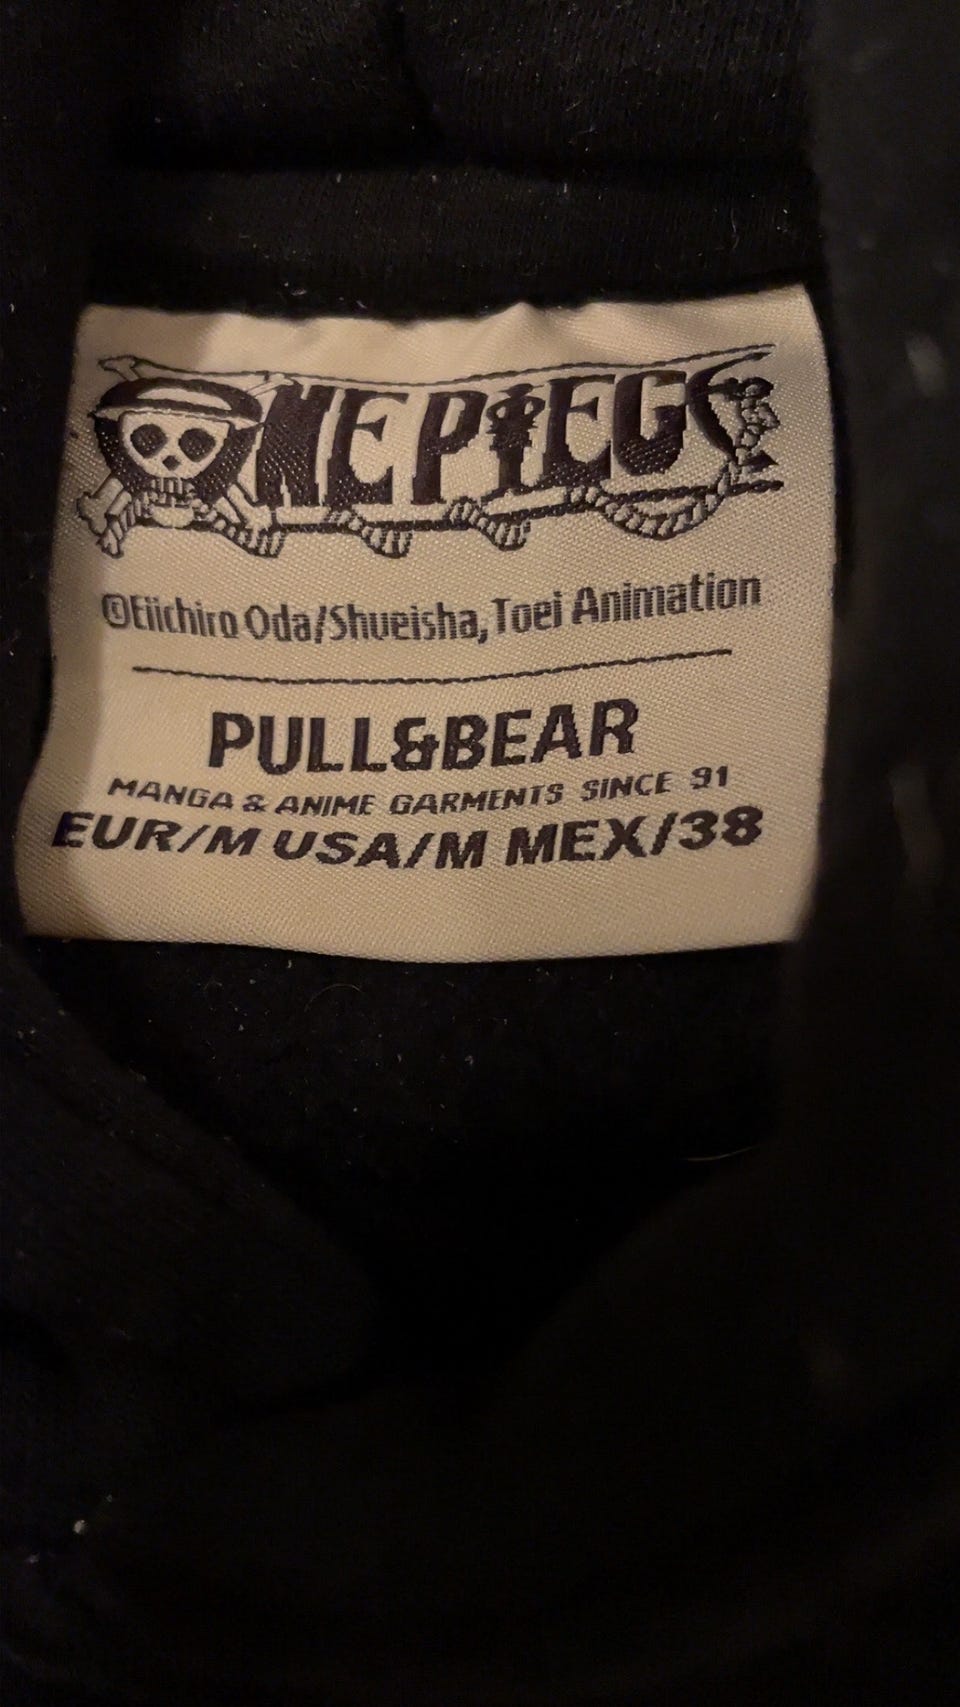 ONE PIECE
©Eiichiro Oda/Shueisha, Toei Animation
PULL&BEAR
MANGA & ANIME GARMENTS SINCE 91
EUR/M USA/M MEX/38